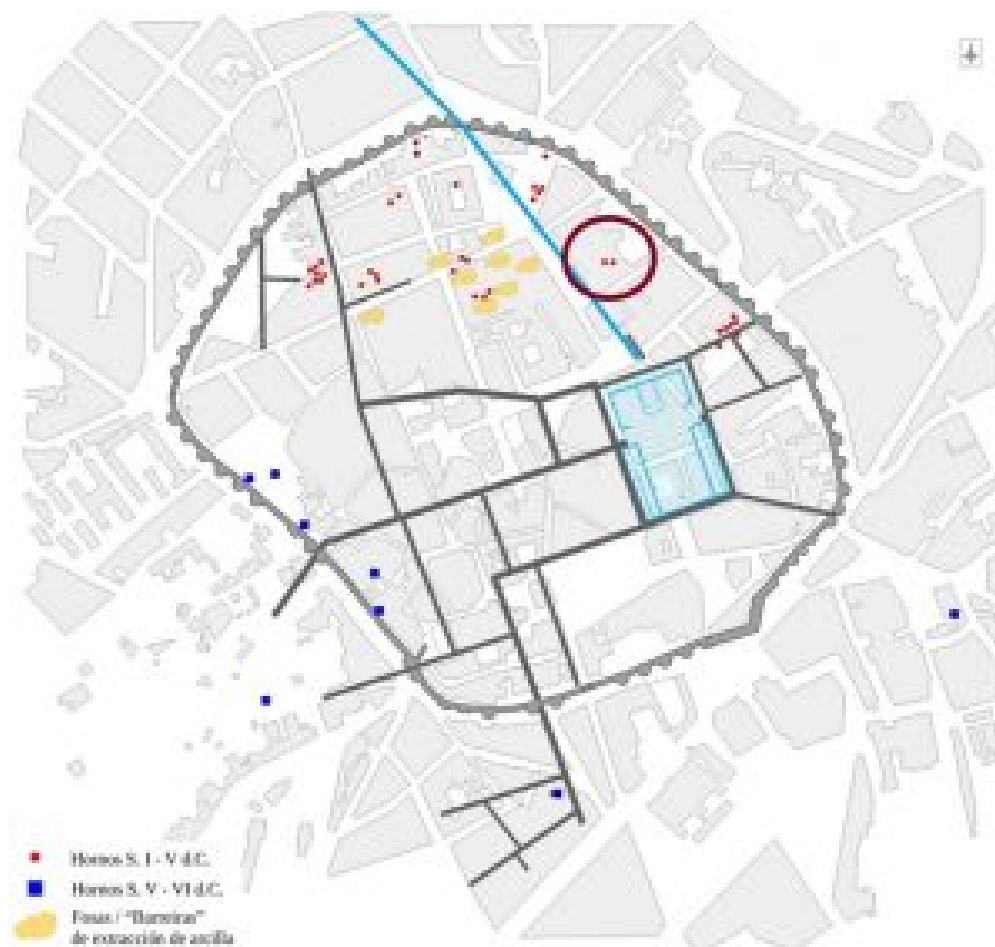 Hornos S. I - V d.C.
Hornos S. V - VI d.C.
Fosas / "Barreiras"
de extracción de arcilla